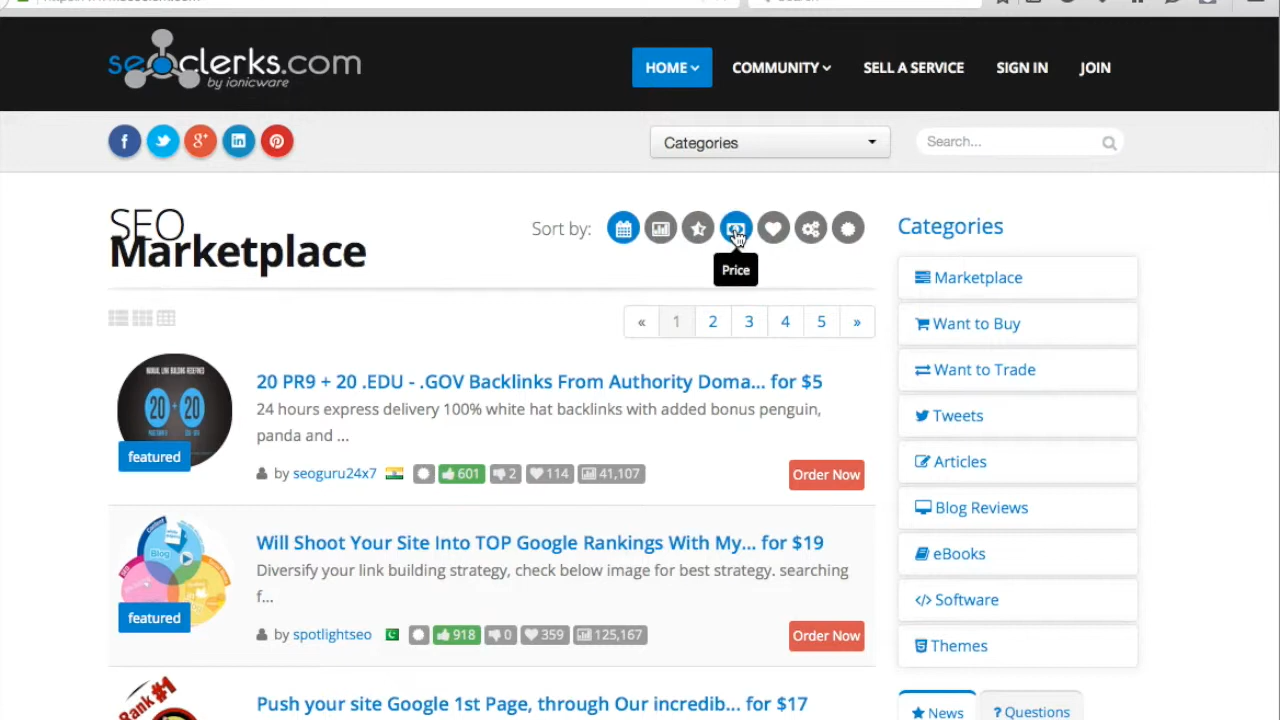 seoclerks.com
by ionicware
HOME
COMMUNITY
SELL A SERVICE
SIGN IN
JOIN
Categories
Search...
SEO
Marketplace
Sort by:
Price
« 1 2 3 4 5 »
20 PR9 + 20 .EDU - .GOV Backlinks From Authority Doma... for $5
24 hours express delivery 100% white hat backlinks with added bonus penguin,
panda and ...
featured
by seoguru24x7 601 2 114 41,107
Order Now
Will Shoot Your Site Into TOP Google Rankings With My... for $19
Diversify your link building strategy, check below image for best strategy. searching
f...
featured
by spotlightseo 918 0 359 125,167
Order Now
Push your site Google 1st Page, through Our incredib... for $17
Categories
Marketplace
Want to Buy
Want to Trade
Tweets
Articles
Blog Reviews
eBooks
Software
Themes
News
? Questions